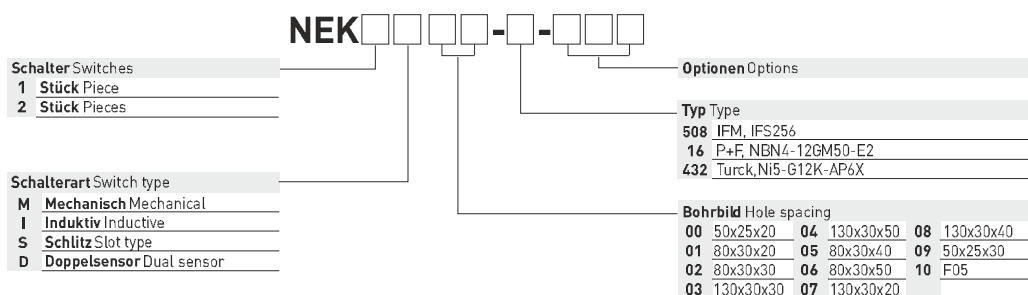 NEK - -
Schalter Switches
1 Stück Piece
2 Stück Pieces
Schalterart Switch type
M Mechanisch Mechanical
I Induktiv Inductive
S Schlitz Slot type
D Doppelsensor Dual sensor
Optionen Options
Typ Type
508 IFM, IFS256
16 P+F, NBN4-12GM50-E2
432 Turck,Ni5-G12K-AP6X
Bohrbild Hole spacing
00 50x25x20 04 130x30x50 08 130x30x40
01 80x30x20 05 80x30x40 09 50x25x30
02 80x30x30 06 80x30x50 10 F05
03 130x30x30 07 130x30x20